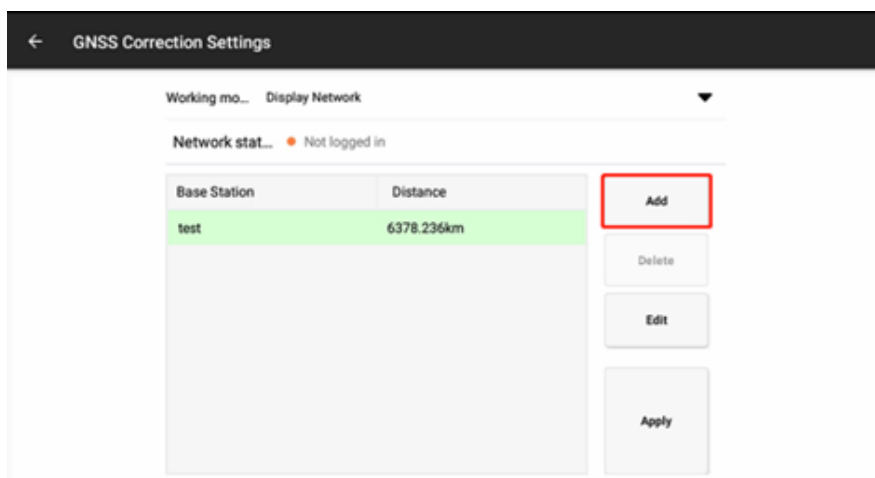 GNSS Correction Settings
Working mo... Display Network
Network stat... Not logged in
Base Station Distance Add
test 6378.236km
Delete
Edit
Apply